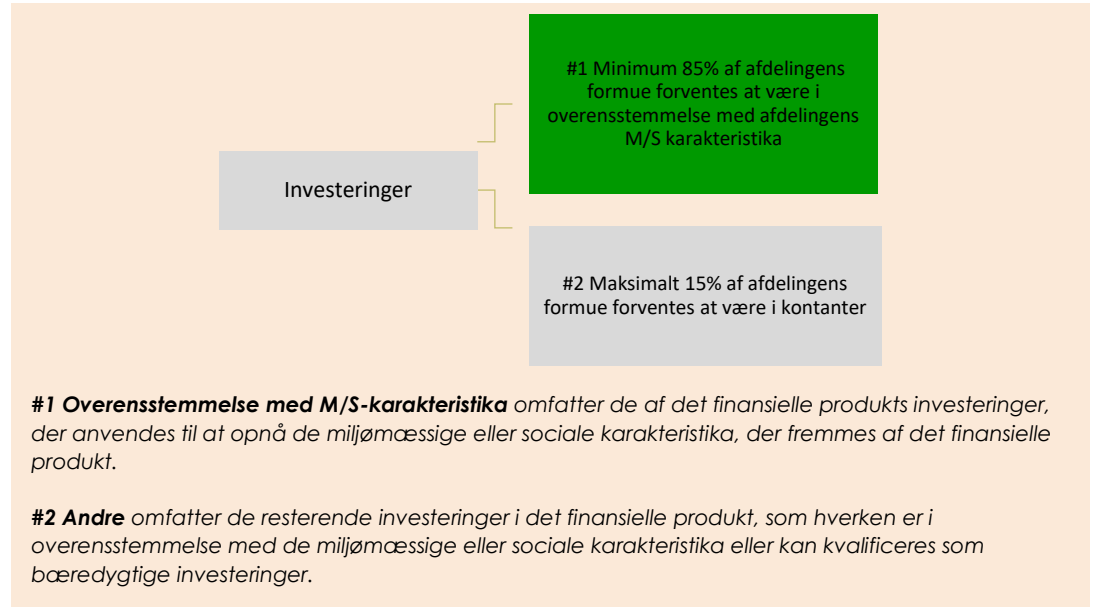 #1 Minimum 85% af afdelingens
formue forventes at være i
overensstemmelse med afdelingens
M/S karakteristika
Investeringer
#2 Maksimalt 15% af afdelingens
formue forventes at være i kontanter
#1 Overensstemmelse med M/S-karakteristika omfatter de af det finansielle produkts investeringer,
der anvendes til at opnå de miljømæssige eller sociale karakteristika, der fremmes af det finansielle
produkt.
#2 Andre omfatter de resterende investeringer i det finansielle produkt, som hverken er i
overensstemmelse med de miljømæssige eller sociale karakteristika eller kan kvalificeres som
bæredygtige investeringer.